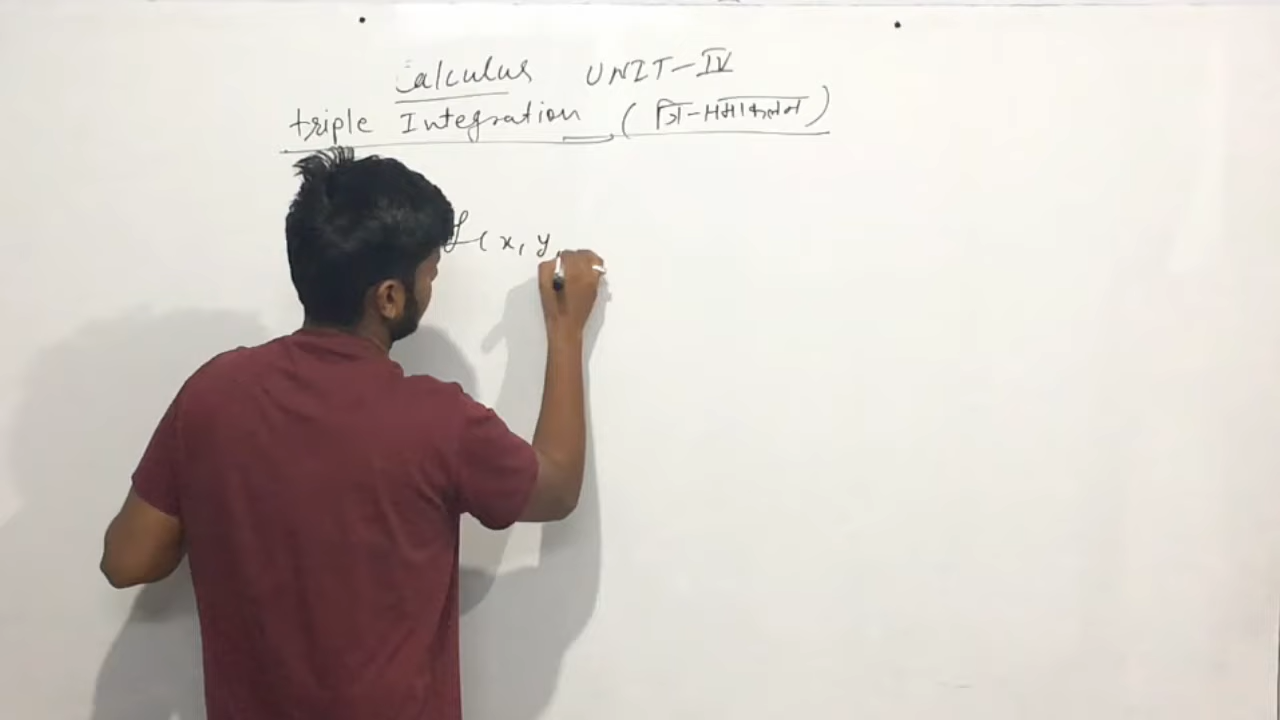 Calculus UNIT-IV
triple Integration (त्रि-समाकलन)
f(x, y,